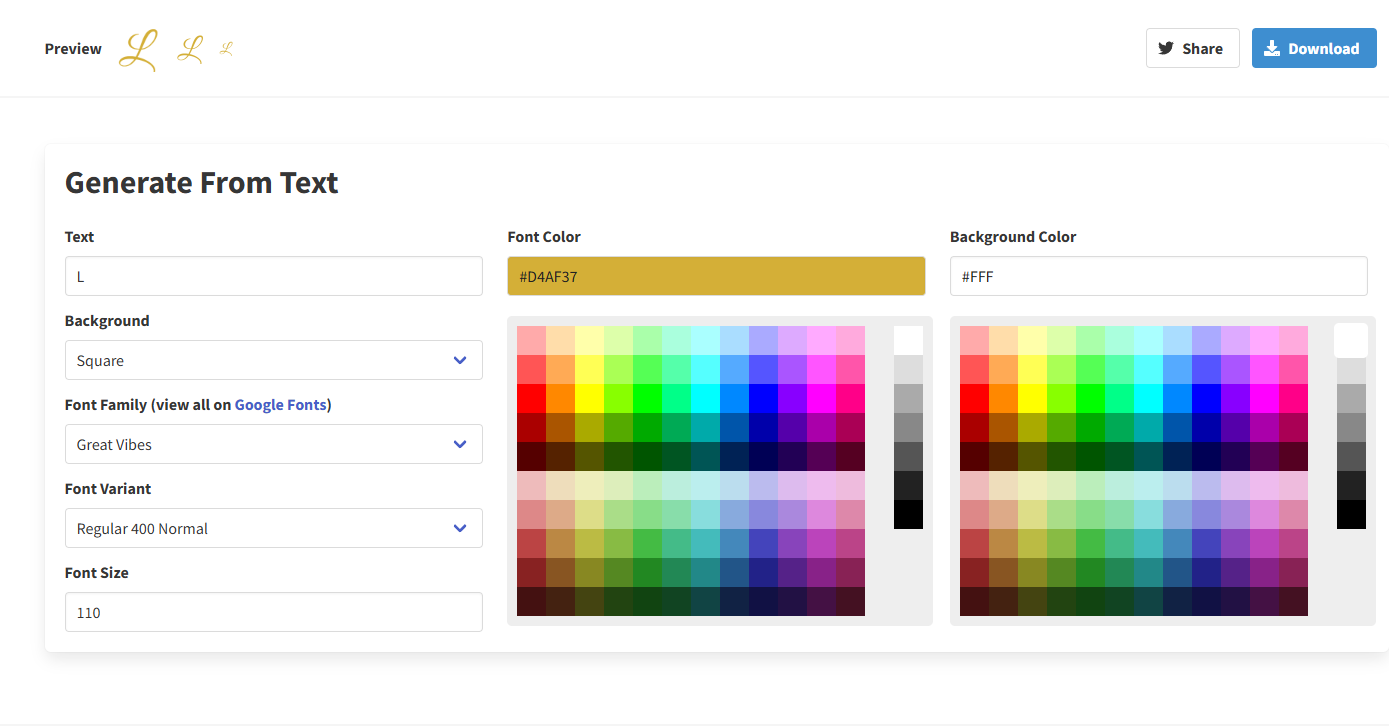 Preview L L L Share Download
Generate From Text
Text Font Color Background Color
L #D4AF37 #FFF
Background
Square
Font Family (view all on Google Fonts)
Great Vibes
Font Variant
Regular 400 Normal
Font Size
110